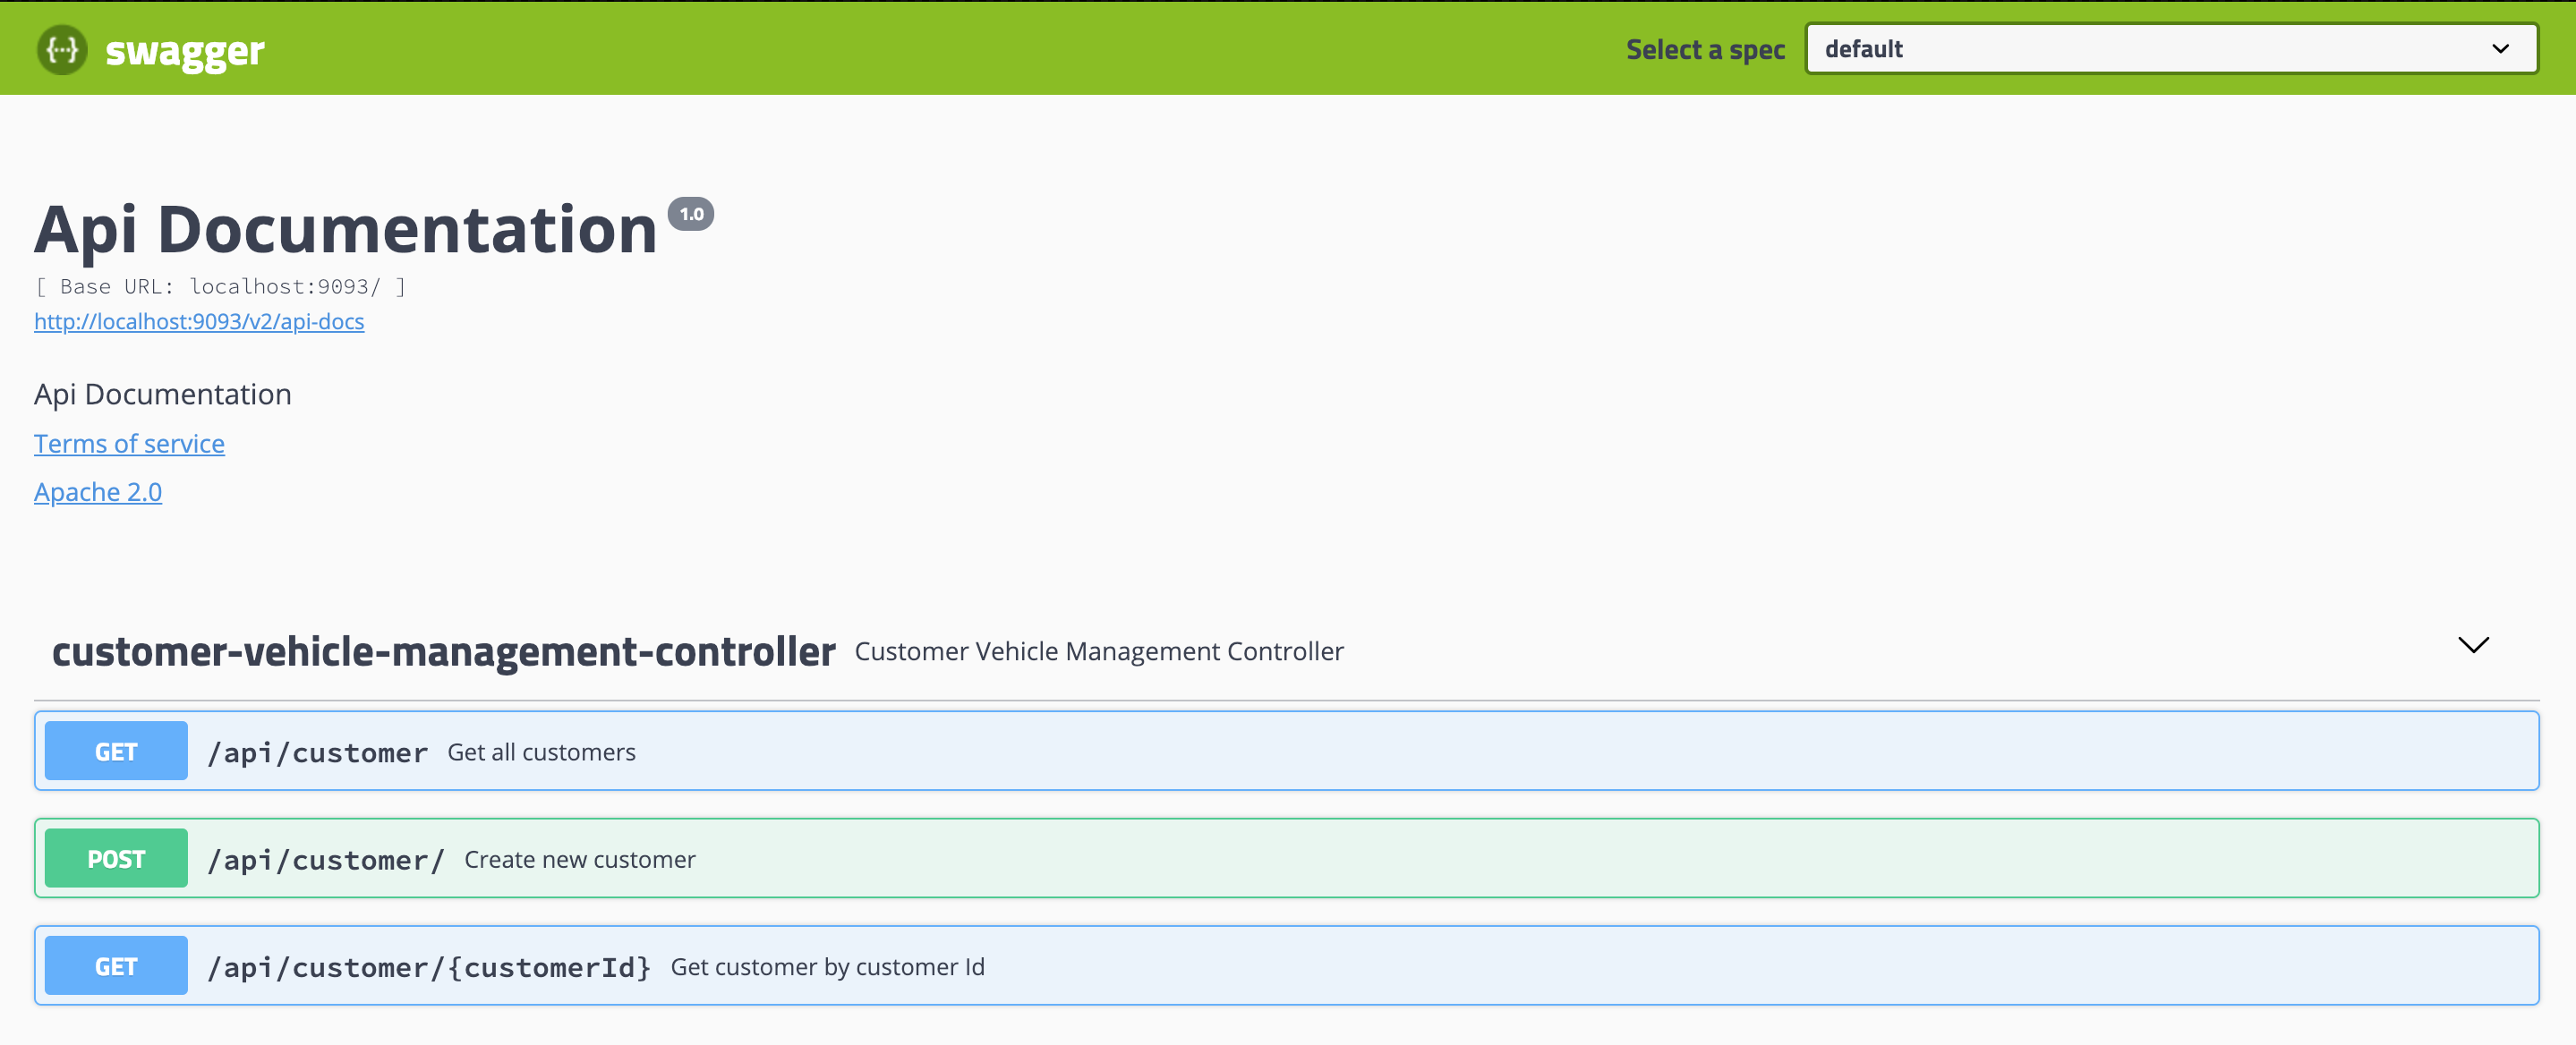 {...} swagger
Select a spec default
Api Documentation 1.0
[ Base URL: localhost:9093/ ]
http://localhost:9093/v2/api-docs
Api Documentation
Terms of service
Apache 2.0
customer-vehicle-management-controller Customer Vehicle Management Controller
GET /api/customer Get all customers
POST /api/customer/ Create new customer
GET /api/customer/{customerId} Get customer by customer Id